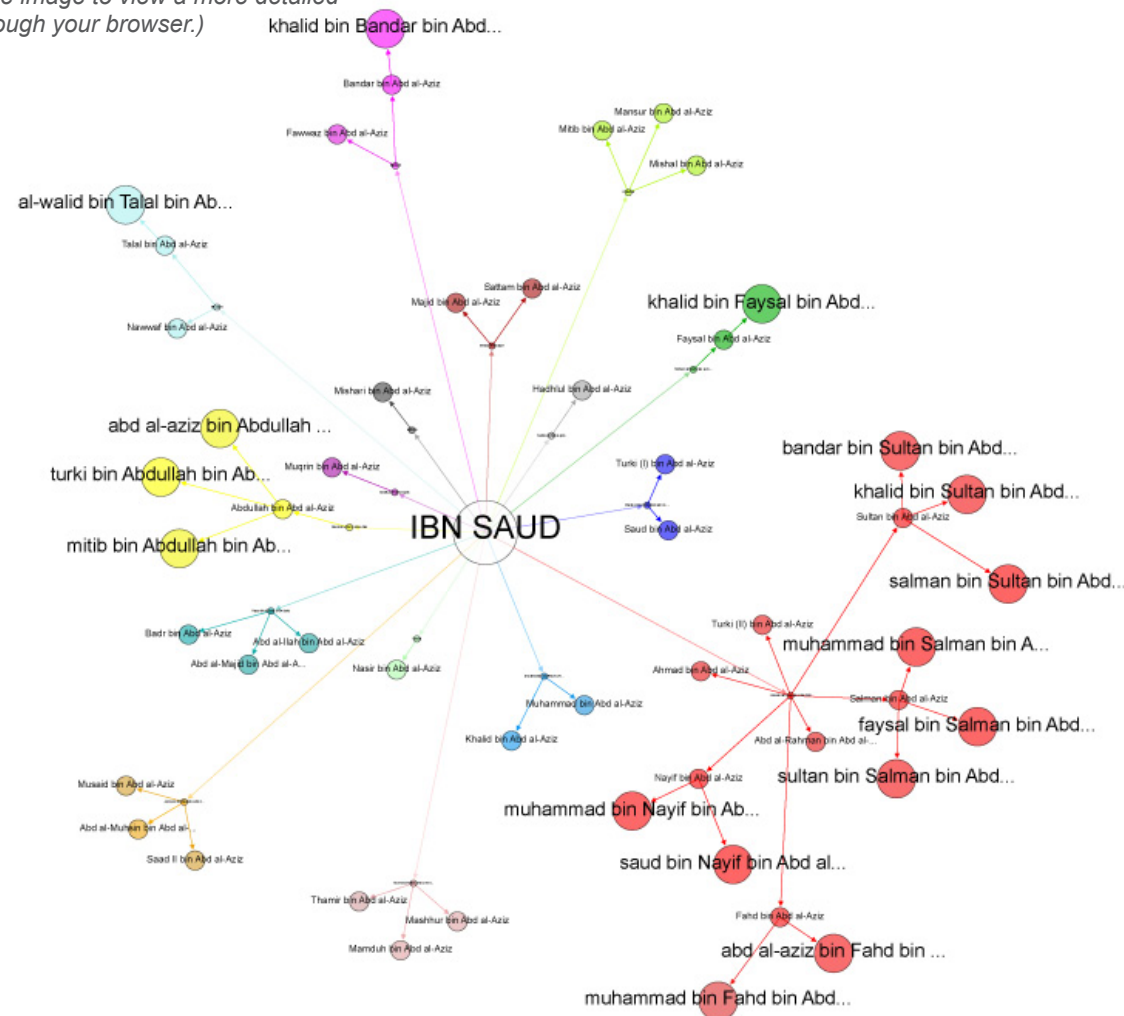 o image to view a more detailed
ough your browser.)
khalid bin Bandar bin Abd...
Bandar bin Abd al-Aziz
Fawwaz bin Abd al-Aziz
Mansur bin Abd al-Aziz
Mitib bin Abd al-Aziz
Mishal bin Abd al-Aziz
al-walid bin Talal bin Ab...
Talal bin Abd al-Aziz
Nawwaf bin Abd al-Aziz
Sattam bin Abd al-Aziz
Majid bin Abd al-Aziz
khalid bin Faysal bin Abd...
Faysal bin Abd al-Aziz
Mishari bin Abd al-Aziz
Hadhlul bin Abd al-Aziz
abd al-aziz bin Abdullah ...
turki bin Abdullah bin Ab...
Muqrin bin Abd al-Aziz
Abdullah bin Abd al-Aziz
mitib bin Abdullah bin Ab...
IBN SAUD
Turki (I) bin Abd al-Aziz
Saud bin Abd al-Aziz
bandar bin Sultan bin Abd...
khalid bin Sultan bin Abd...
Sultan bin Abd al-Aziz
salman bin Sultan bin Abd...
Badr bin Abd al-Aziz
Abd al-Ilah bin Abd al-Aziz
Abd al-Majid bin Abd al-A...
Nasir bin Abd al-Aziz
Turki (II) bin Abd al-Aziz
muhammad bin Salman bin A...
Ahmad bin Abd al-Aziz
Salman bin Abd al-Aziz
Muhammad bin Abd al-Aziz
faysal bin Salman bin Abd...
Khalid bin Abd al-Aziz
Abd al-Rahman bin Abd al-...
Nayif bin Abd al-Aziz
sultan bin Salman bin Abd...
muhammad bin Nayif bin Ab...
saud bin Nayif bin Abd al...
Musaid bin Abd al-Aziz
Abd al-Muhsin bin Abd al-...
Saad II bin Abd al-Aziz
Thamir bin Abd al-Aziz
Mashhur bin Abd al-Aziz
Mamduh bin Abd al-Aziz
Fahd bin Abd al-Aziz
abd al-aziz bin Fahd bin ...
muhammad bin Fahd bin Abd...